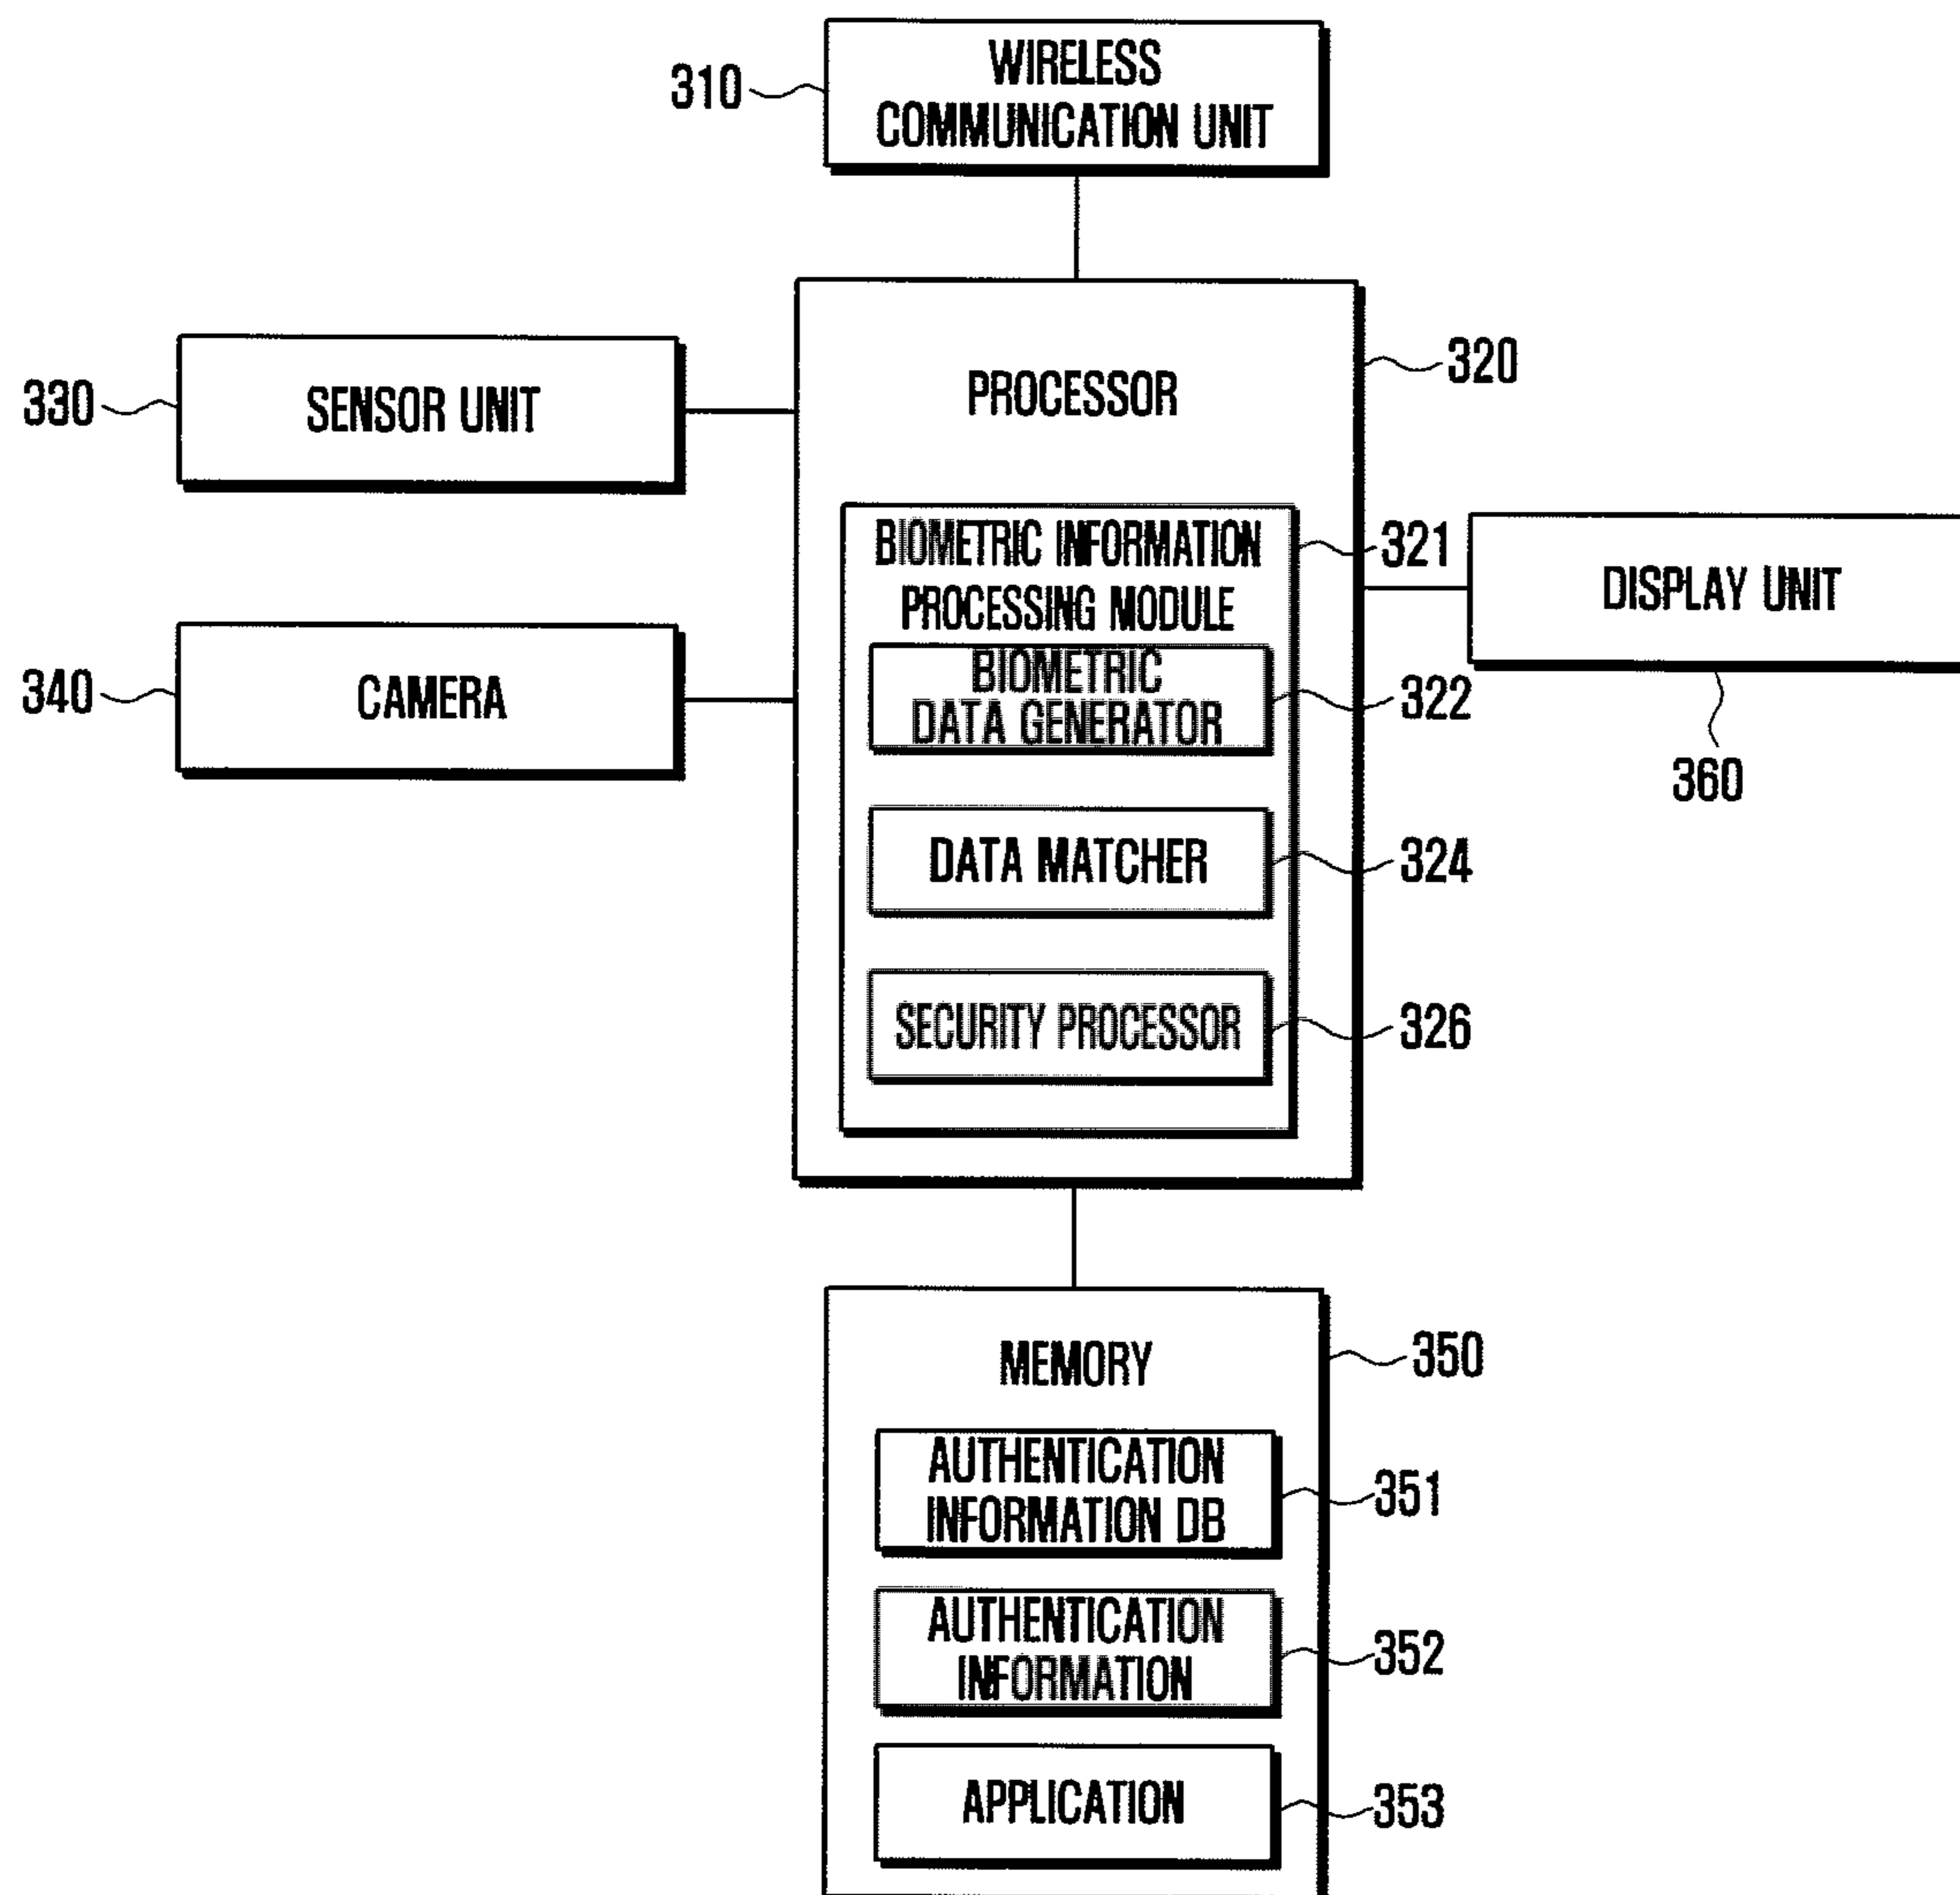 WIRELESS
COMMUNICATION UNIT
310
PROCESSOR
320
SENSOR UNIT
330
BIOMETRIC INFORMATION
PROCESSING MODULE
321
DISPLAY UNIT
360
BIOMETRIC
DATA GENERATOR
322
CAMERA
340
DATA MATCHER
324
SECURITY PROCESSOR
326
MEMORY
350
AUTHENTICATION
INFORMATION DB
351
AUTHENTICATION
INFORMATION
352
APPLICATION
353